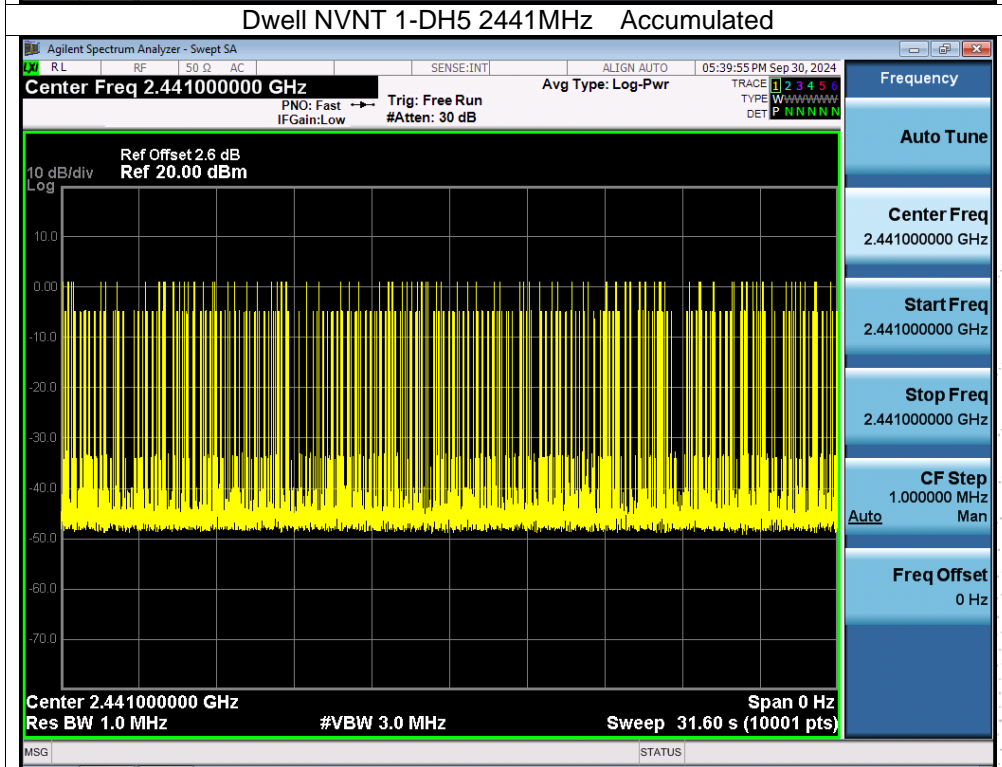 Dwell NVNT 1-DH5 2441MHz Accumulated
Agilent Spectrum Analyzer - Swept SA
LXI RL RF 50 Ω AC SENSE:INT ALIGN AUTO 05:39:55 PM Sep 30, 2024
Center Freq 2.441000000 GHz
PNO: Fast
IFGain:Low
Trig: Free Run
#Atten: 30 dB
Avg Type: Log-Pwr
TRACE 1 2 3 4 5 6
TYPE WWWWWW
DET P NNNNN
Ref Offset 2.6 dB
10 dB/div Ref 20.00 dBm
Log
10.0
0.00
-10.0
-20.0
-30.0
-40.0
-50.0
-60.0
-70.0
Center 2.441000000 GHz Span 0 Hz
Res BW 1.0 MHz #VBW 3.0 MHz Sweep 31.60 s (10001 pts)
MSG STATUS
Frequency
Auto Tune
Center Freq
2.441000000 GHz
Start Freq
2.441000000 GHz
Stop Freq
2.441000000 GHz
CF Step
1.000000 MHz
Auto Man
Freq Offset
0 Hz